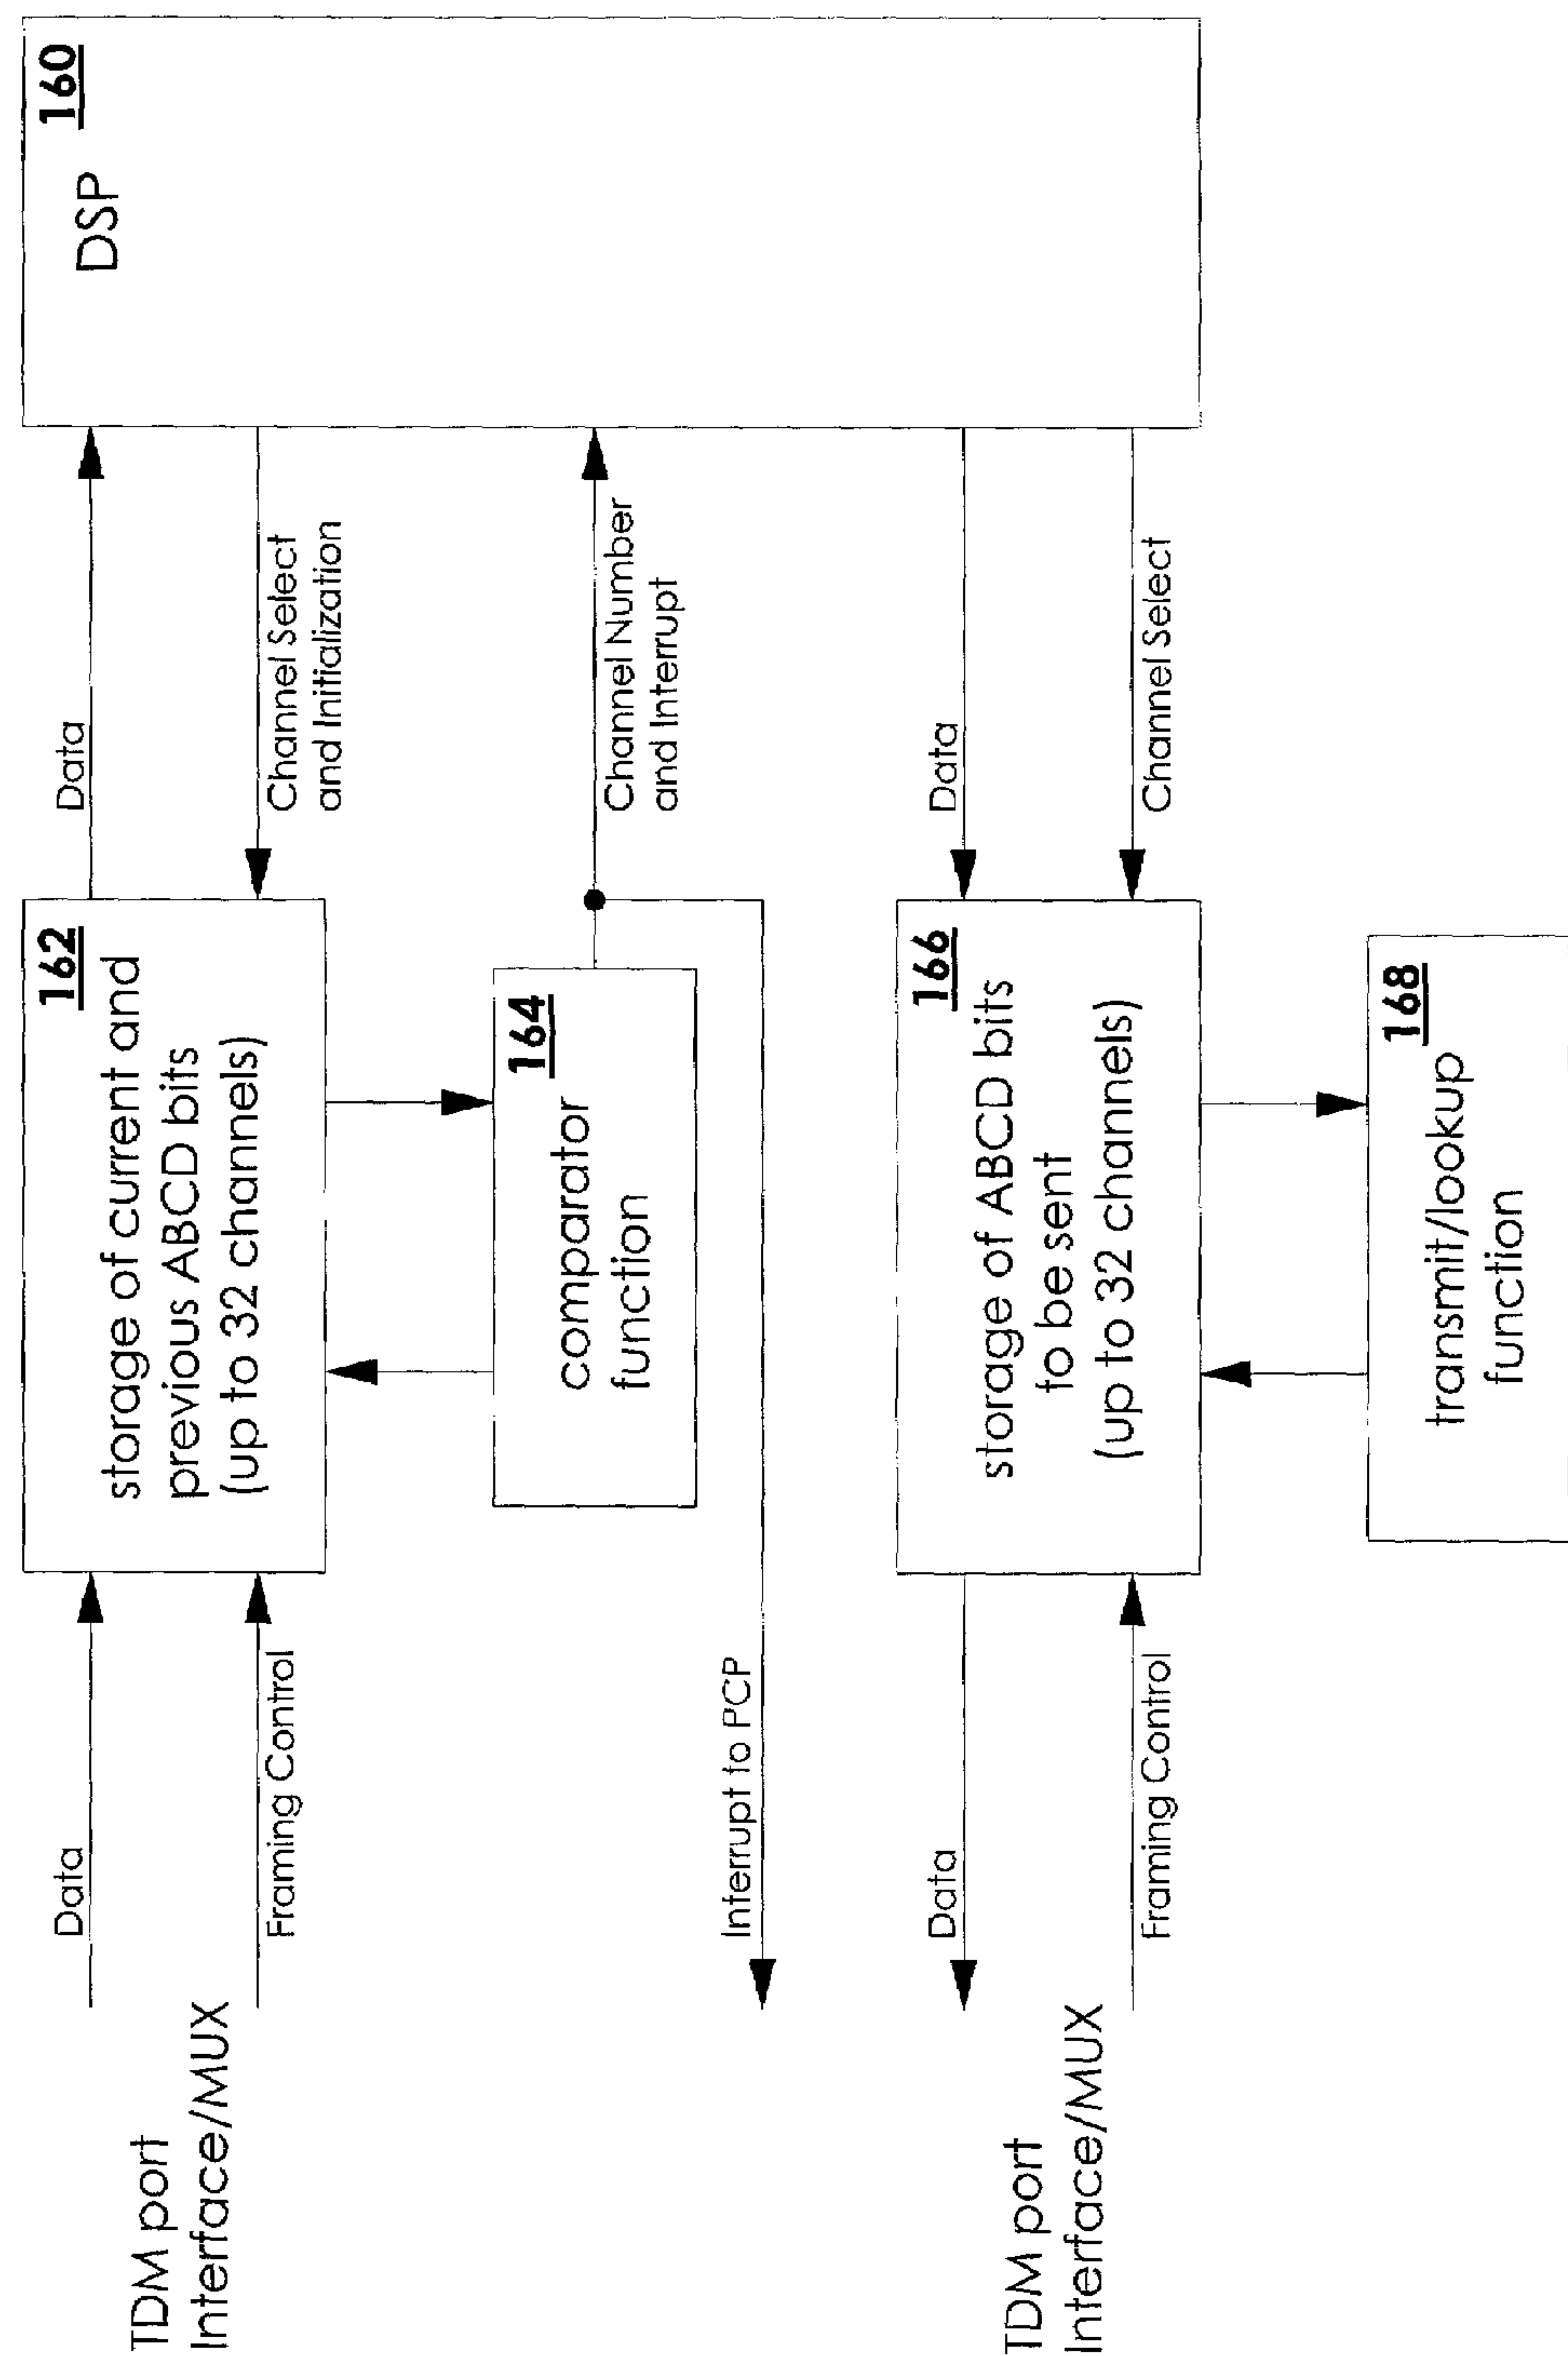 TDM port
Interface/MUX
Data
Framing Control
162
storage of current and
previous ABCD bits
(up to 32 channels)
Data
Channel Select
and Initialization
160
DSP
164
comparator
function
Channel Number
and Interrupt
Interrupt to PCP
TDM port
Interface/MUX
Data
Framing Control
166
storage of ABCD bits
to be sent
(up to 32 channels)
Data
Channel Select
168
transmit/lookup
function